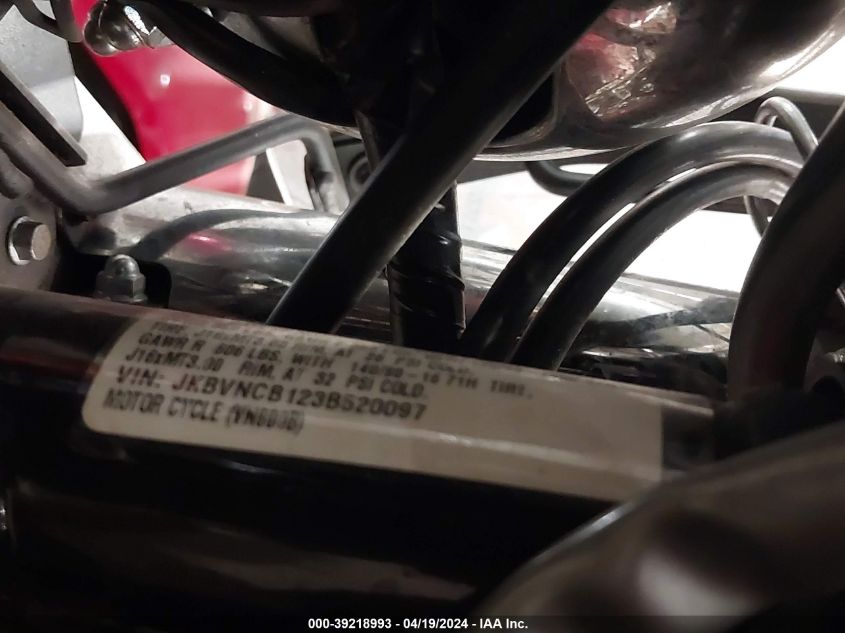 GAWR R 606 LBS. WITH 140/90 -16 71H TIRE,
J16xMT3.00 RIM, AT 32 PSI COLD.
VIN: JKBVNCB123B520097
MOTOR CYCLE (VN800B)
000-39218993 - 04/19/2024 - IAA Inc.